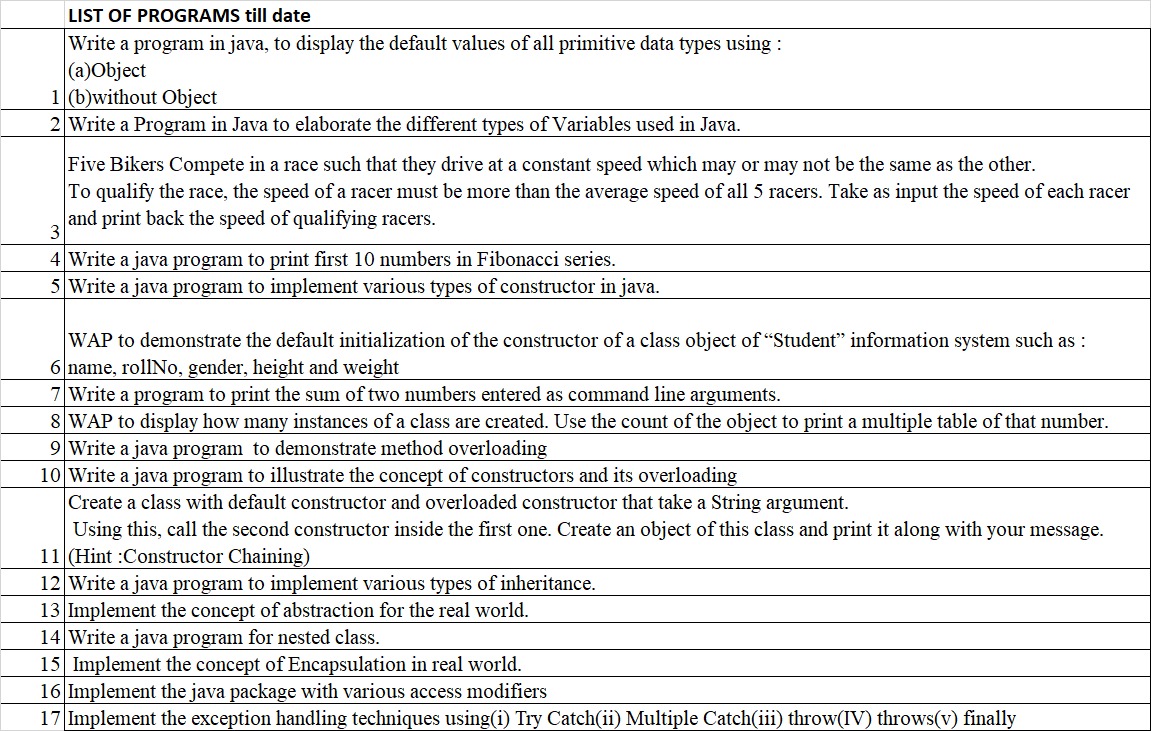 LIST OF PROGRAMS till date
Write a program in java, to display the default values of all primitive data types using :
(a)Object
1 (b)without Object
2 Write a Program in Java to elaborate the different types of Variables used in Java.
Five Bikers Compete in a race such that they drive at a constant speed which may or may not be the same as the other.
To qualify the race, the speed of a racer must be more than the average speed of all 5 racers. Take as input the speed of each racer
and print back the speed of qualifying racers.
3
4 Write a java program to print first 10 numbers in Fibonacci series.
5 Write a java program to implement various types of constructor in java.
WAP to demonstrate the default initialization of the constructor of a class object of “Student” information system such as :
6 name, rollNo, gender, height and weight
7 Write a program to print the sum of two numbers entered as command line arguments.
8 WAP to display how many instances of a class are created. Use the count of the object to print a multiple table of that number.
9 Write a java program  to demonstrate method overloading
10 Write a java program to illustrate the concept of constructors and its overloading
Create a class with default constructor and overloaded constructor that take a String argument.
Using this, call the second constructor inside the first one. Create an object of this class and print it along with your message.
11 (Hint :Constructor Chaining)
12 Write a java program to implement various types of inheritance.
13 Implement the concept of abstraction for the real world.
14 Write a java program for nested class.
15 Implement the concept of Encapsulation in real world.
16 Implement the java package with various access modifiers
17 Implement the exception handling techniques using(i) Try Catch(ii) Multiple Catch(iii) throw(IV) throws(v) finally